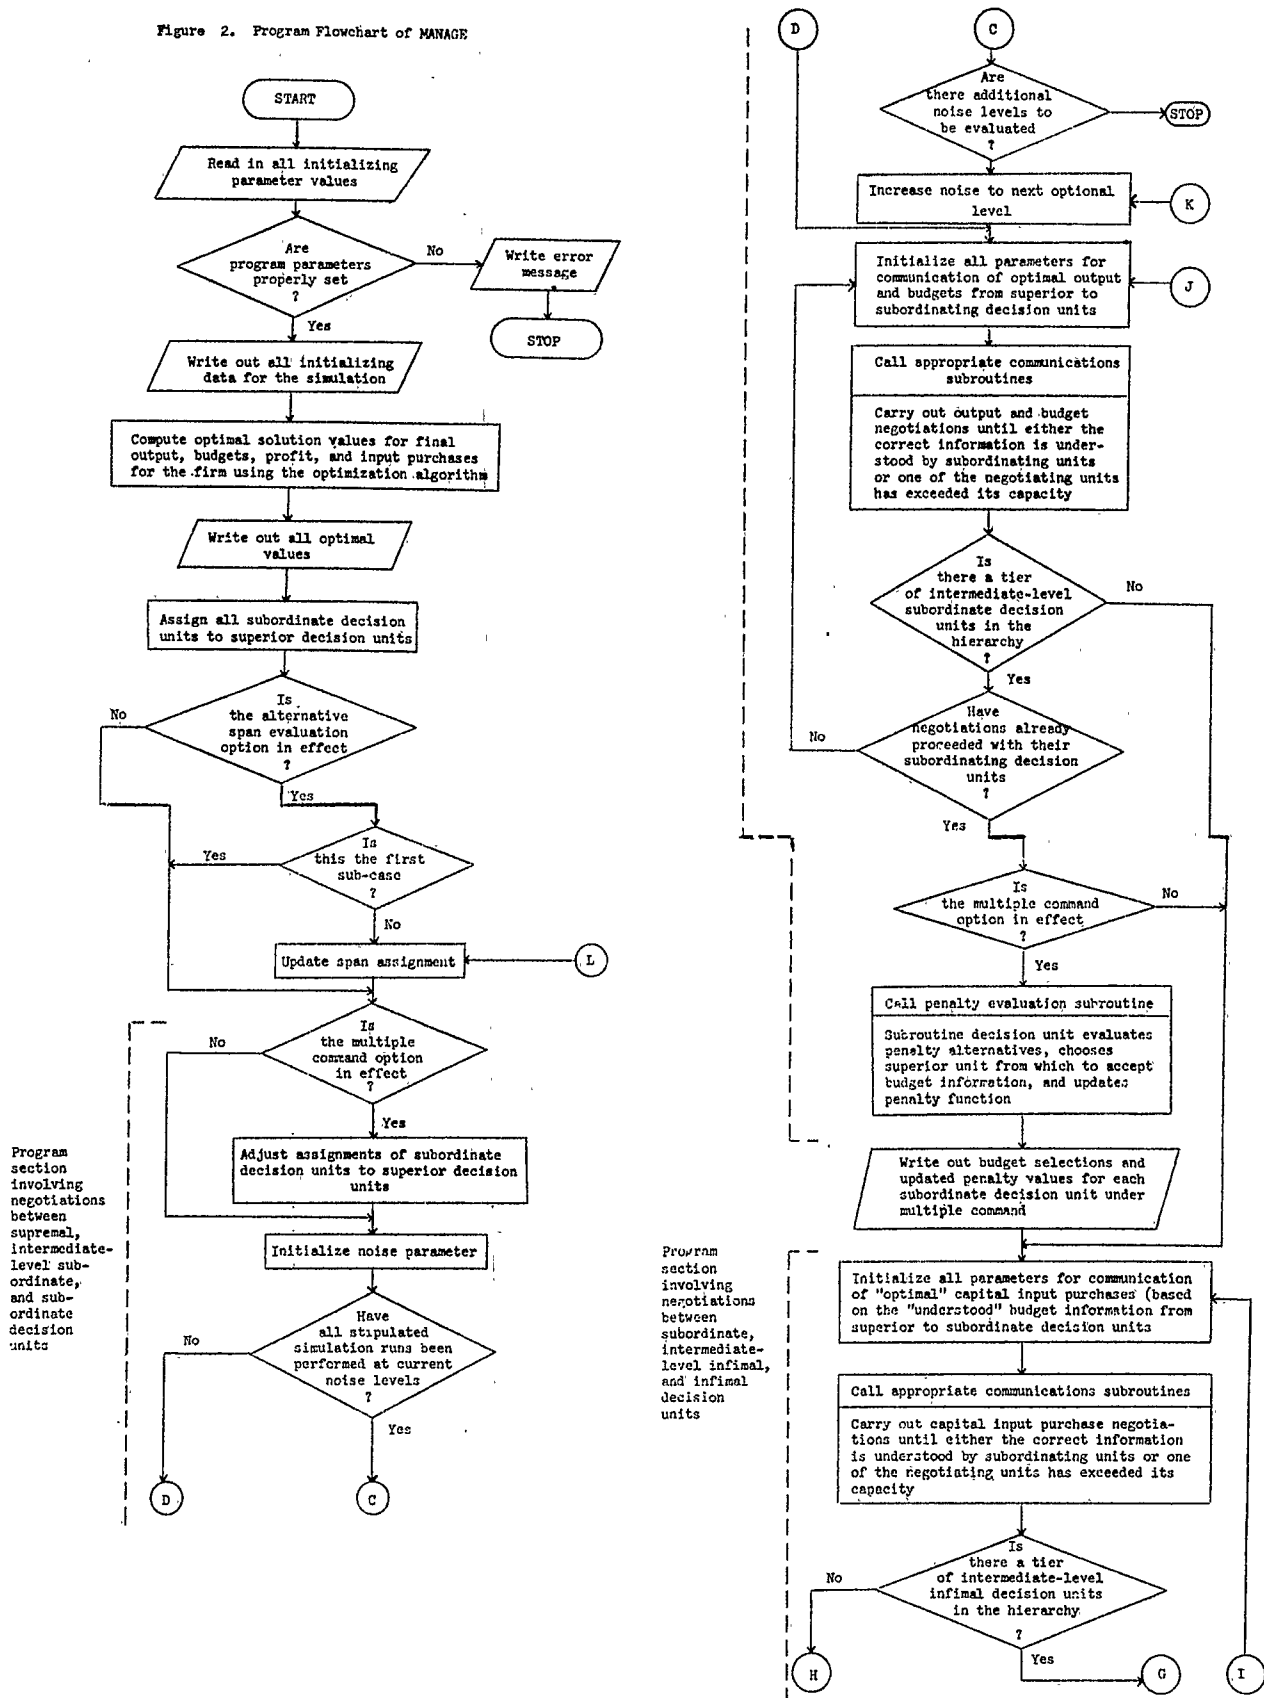 Figure 2. Program Flowchart of MANAGE
START
Read in all initializing
parameter values
Are
program parameters
properly set
?
No
Write error
message
STOP
Yes
Write out all initializing
data for the simulation
Compute optimal solution values for final
output, budgets, profit, and input purchases
for the firm using the optimization algorithm
Write out all optimal
values
Assign all subordinate decision
units to superior decision units
Is
the alternative
span evaluation
option in effect
?
No
Yes
Is
this the first
sub-case
?
Yes
No
Update span assignment
L
Is
the multiple
command option
in effect
?
No
Yes
Adjust assignments of subordinate
decision units to superior decision
units
Initialize noise parameter
Have
all stipulated
simulation runs been
performed at current
noise levels
?
No
Yes
D
C
Program
section
involving
negotiations
between
supremal,
intermediate-
level sub-
ordinate,
and sub-
ordinate
decision
units
D
C
Are
there additional
noise levels to
be evaluated
?
STOP
Increase noise to next optional
level
K
Initialize all parameters for
communication of optimal output
and budgets from superior to
subordinating decision units
J
Call appropriate communications
subroutines
Carry out output and budget
negotiations until either the
correct information is under-
stood by subordinating units
or one of the negotiating units
has exceeded its capacity
Is
there a tier
of intermediate-level
subordinate decision
units in the
hierarchy
?
No
Yes
Have
negotiations already
proceeded with their
subordinating decision
units
?
No
Yes
Is
the multiple command
option in effect
?
No
Yes
Call penalty evaluation subroutine
Subroutine decision unit evaluates
penalty alternatives, chooses
superior unit from which to accept
budget information, and updates
penalty function
Write out budget selections and
updated penalty values for each
subordinate decision unit under
multiple command
Program
section
involving
negotiations
between
subordinate,
intermediate-
level infimal,
and infimal
decision
units
Initialize all parameters for communication
of "optimal" capital input purchases (based
on the "understood" budget information from
superior to subordinate decision units
Call appropriate communications subroutines
Carry out capital input purchase negotia-
tions until either the correct information
is understood by subordinating units or one
of the negotiating units has exceeded its
capacity
Is
there a tier
of intermediate-level
infimal decision units
in the hierarchy
?
No
Yes
H
G
I